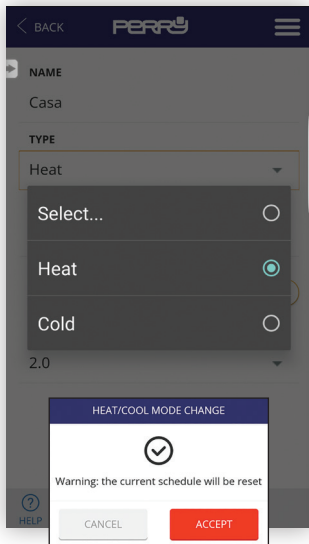 BACK PERRY
NAME
Casa
TYPE
Heat
Select...
Heat
Cold
2.0
HEAT/COOL MODE CHANGE
Warning: the current schedule will be reset
CANCEL ACCEPT
HELP